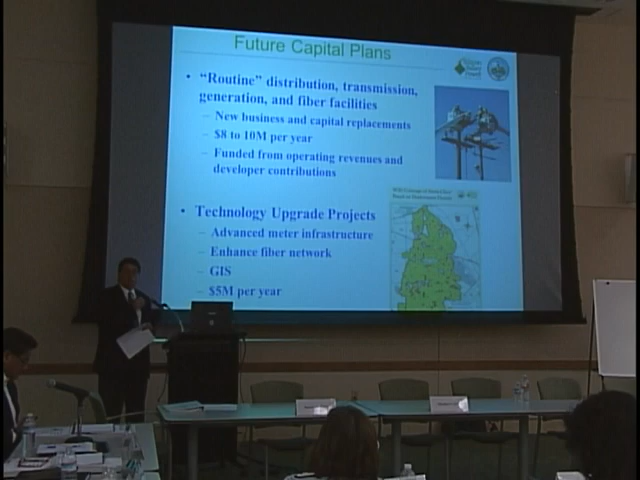 Future Capital Plans
• “Routine” distribution, transmission,
generation, and fiber facilities
– New business and capital replacements
– $8 to 10M per year
– Funded from operating revenues and
developer contributions
• Technology Upgrade Projects
– Advanced meter infrastructure
– Enhance fiber network
– GIS
– $5M per year